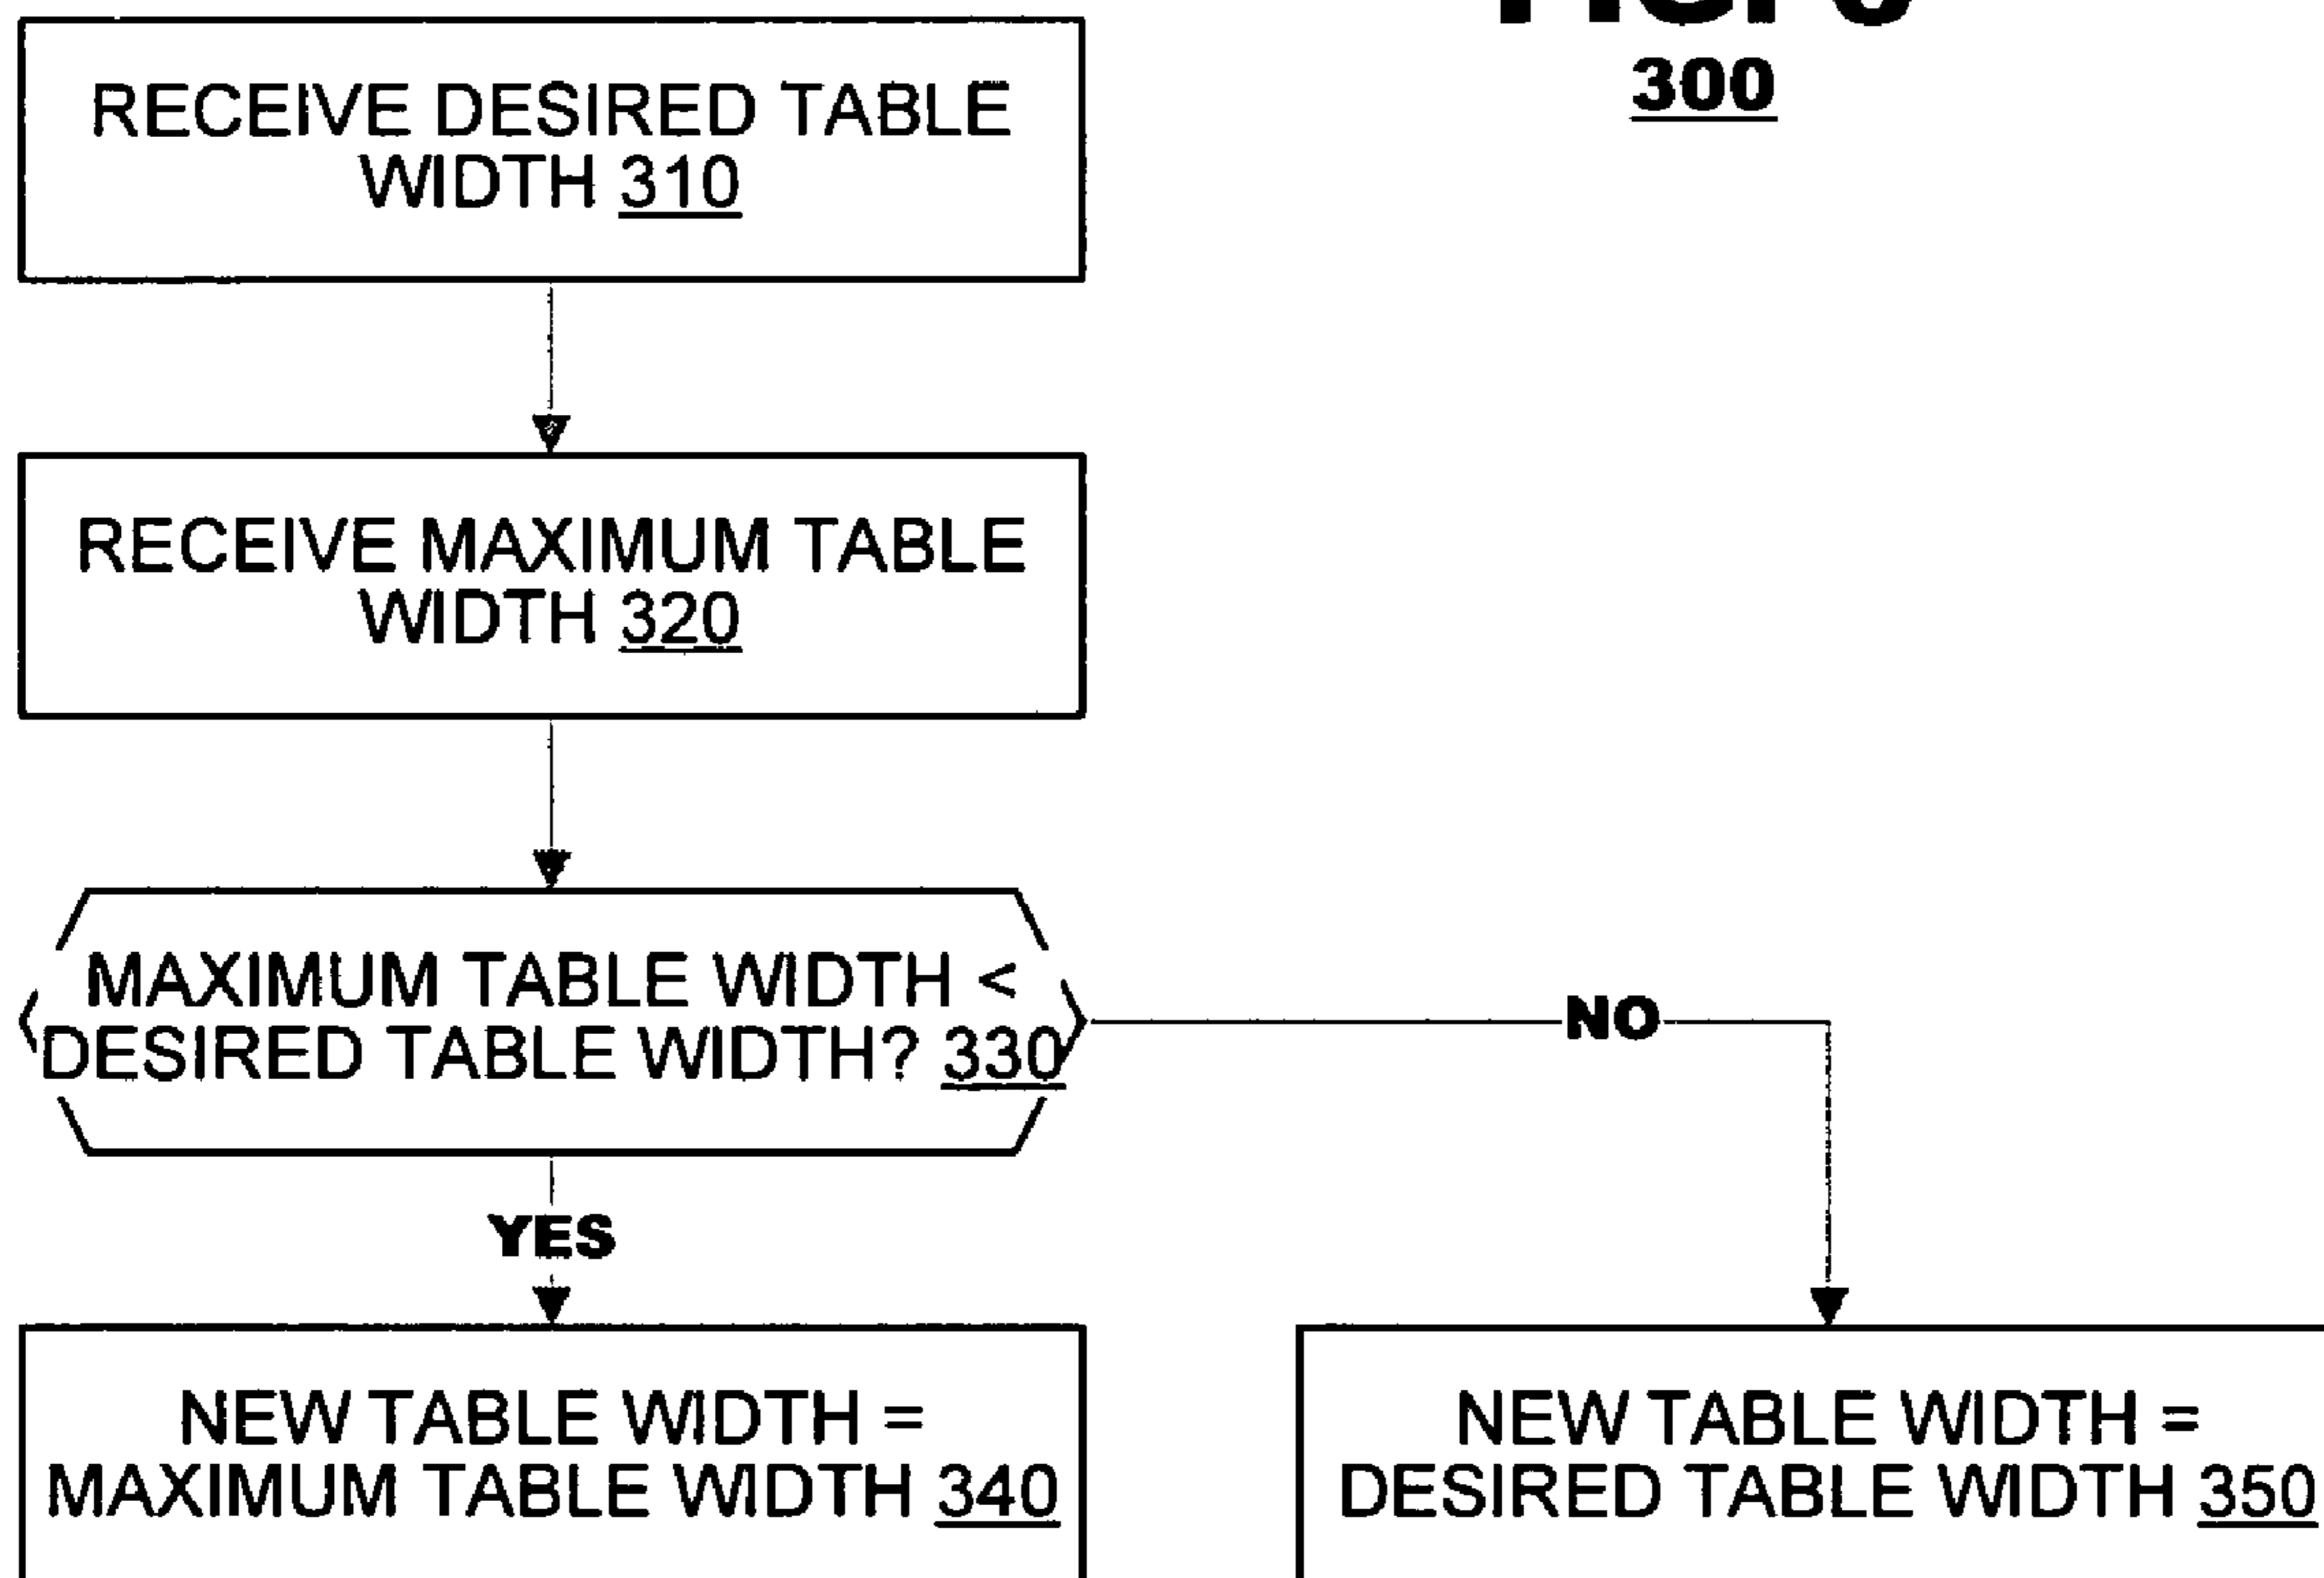 300
RECEIVE DESIRED TABLE
WIDTH 310
RECEIVE MAXIMUM TABLE
WIDTH 320
MAXIMUM TABLE WIDTH <
DESIRED TABLE WIDTH? 330
NO
YES
NEW TABLE WIDTH =
MAXIMUM TABLE WIDTH 340
NEW TABLE WIDTH =
DESIRED TABLE WIDTH 350